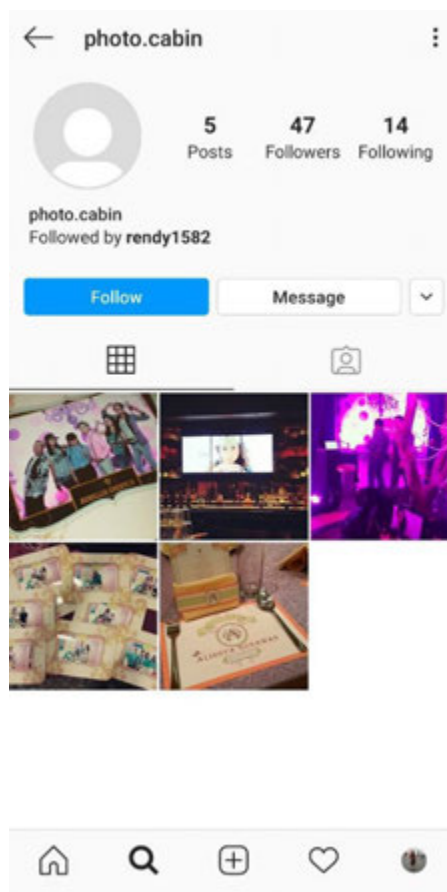 photo.cabin
5 47 14
Posts Followers Following
photo.cabin
Followed by rendy1582
Follow Message